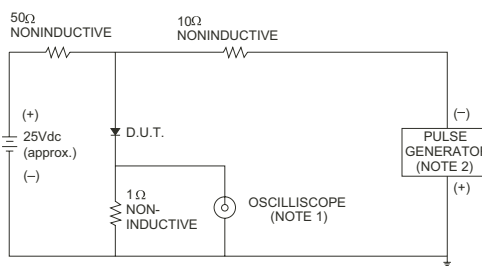 50Ω
NONINDUCTIVE
10Ω
NONINDUCTIVE
(+)
25Vdc
(approx.)
(–)
D.U.T.
1Ω
NON-
INDUCTIVE
OSCILLISCOPE
(NOTE 1)
(–)
PULSE
GENERATOR
(NOTE 2)
(+)